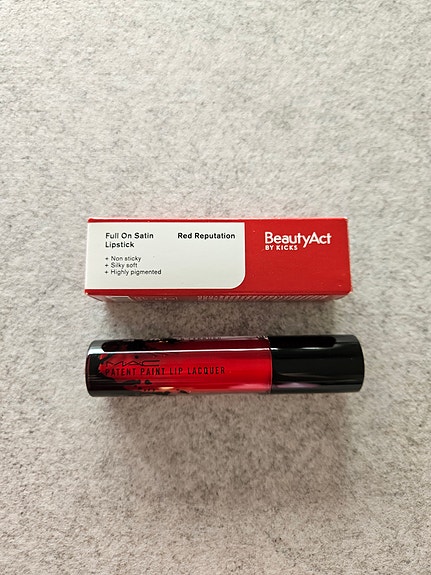 Full On Satin
Lipstick
Red Reputation
+ Non sticky
+ Silky soft
+ Highly pigmented
BeautyAct
BY KICKS
MAC
PATENT PAINT LIP LACQUER